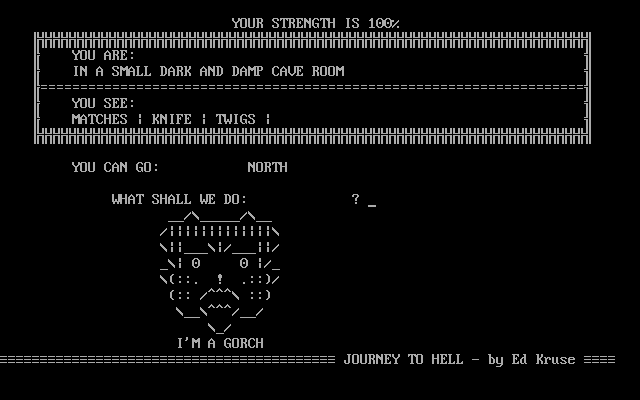 YOUR STRENGTH IS 100%
YOU ARE:
IN A SMALL DARK AND DAMP CAVE ROOM
YOU SEE:
MATCHES ¦ KNIFE ¦ TWIGS ¦
YOU CAN GO: NORTH
WHAT SHALL WE DO: ? _
I'M A GORCH
JOURNEY TO HELL - by Ed Kruse